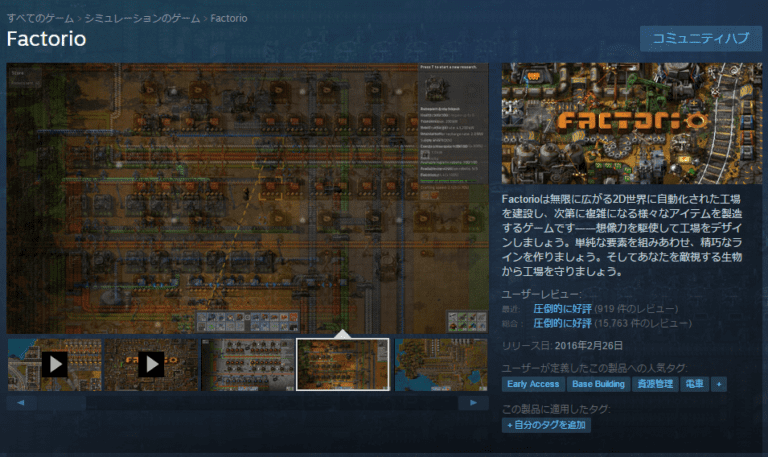 すべてのゲーム > シミュレーションのゲーム > Factorio
Factorio
コミュニティハブ
Press T to start a new research.
FACTORIO
Factorioは無限に広がる2D世界に自動化された工場
を建設し、次第に複雑になる様々なアイテムを製造
するゲームです――想像力を駆使して工場をデザイ
ンしましょう。単純な要素を組みあわせ、精巧なラ
インを作りましょう。そしてあなたを敵視する生物
から工場を守りましょう。
ユーザーレビュー:
最近: 圧倒的に好評 (919 件のレビュー)
総合: 圧倒的に好評 (15,763 件のレビュー)
リリース日: 2016年2月26日
ユーザーが定義したこの製品への人気タグ:
Early Access Base Building 資源管理 電車 +
この製品に適用したタグ:
+ 自分のタグを追加
FACTORIO